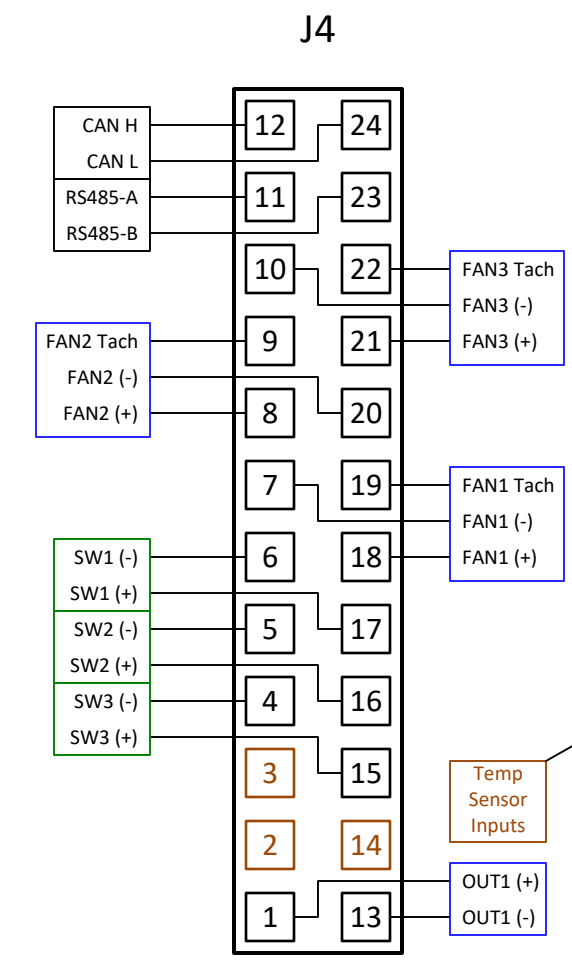 J4
CAN H
12
24
CAN L
RS485-A
11
23
RS485-B
10
22
FAN3 Tach
FAN3 (-)
FAN2 Tach
9
21
FAN3 (+)
FAN2 (-)
FAN2 (+)
8
20
7
19
FAN1 Tach
FAN1 (-)
SW1 (-)
6
18
FAN1 (+)
SW1 (+)
SW2 (-)
5
17
SW2 (+)
SW3 (-)
4
16
SW3 (+)
3
15
Temp
Sensor
Inputs
2
14
OUT1 (+)
1
13
OUT1 (-)